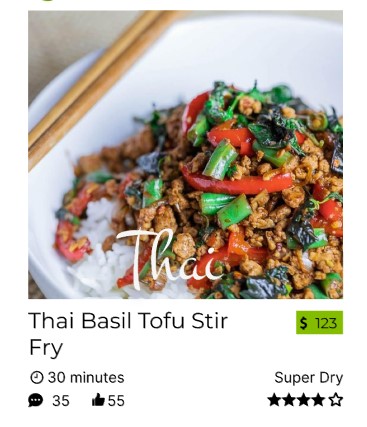 Thai
Thai Basil Tofu Stir
Fry
$ 123
30 minutes
Super Dry
35
55